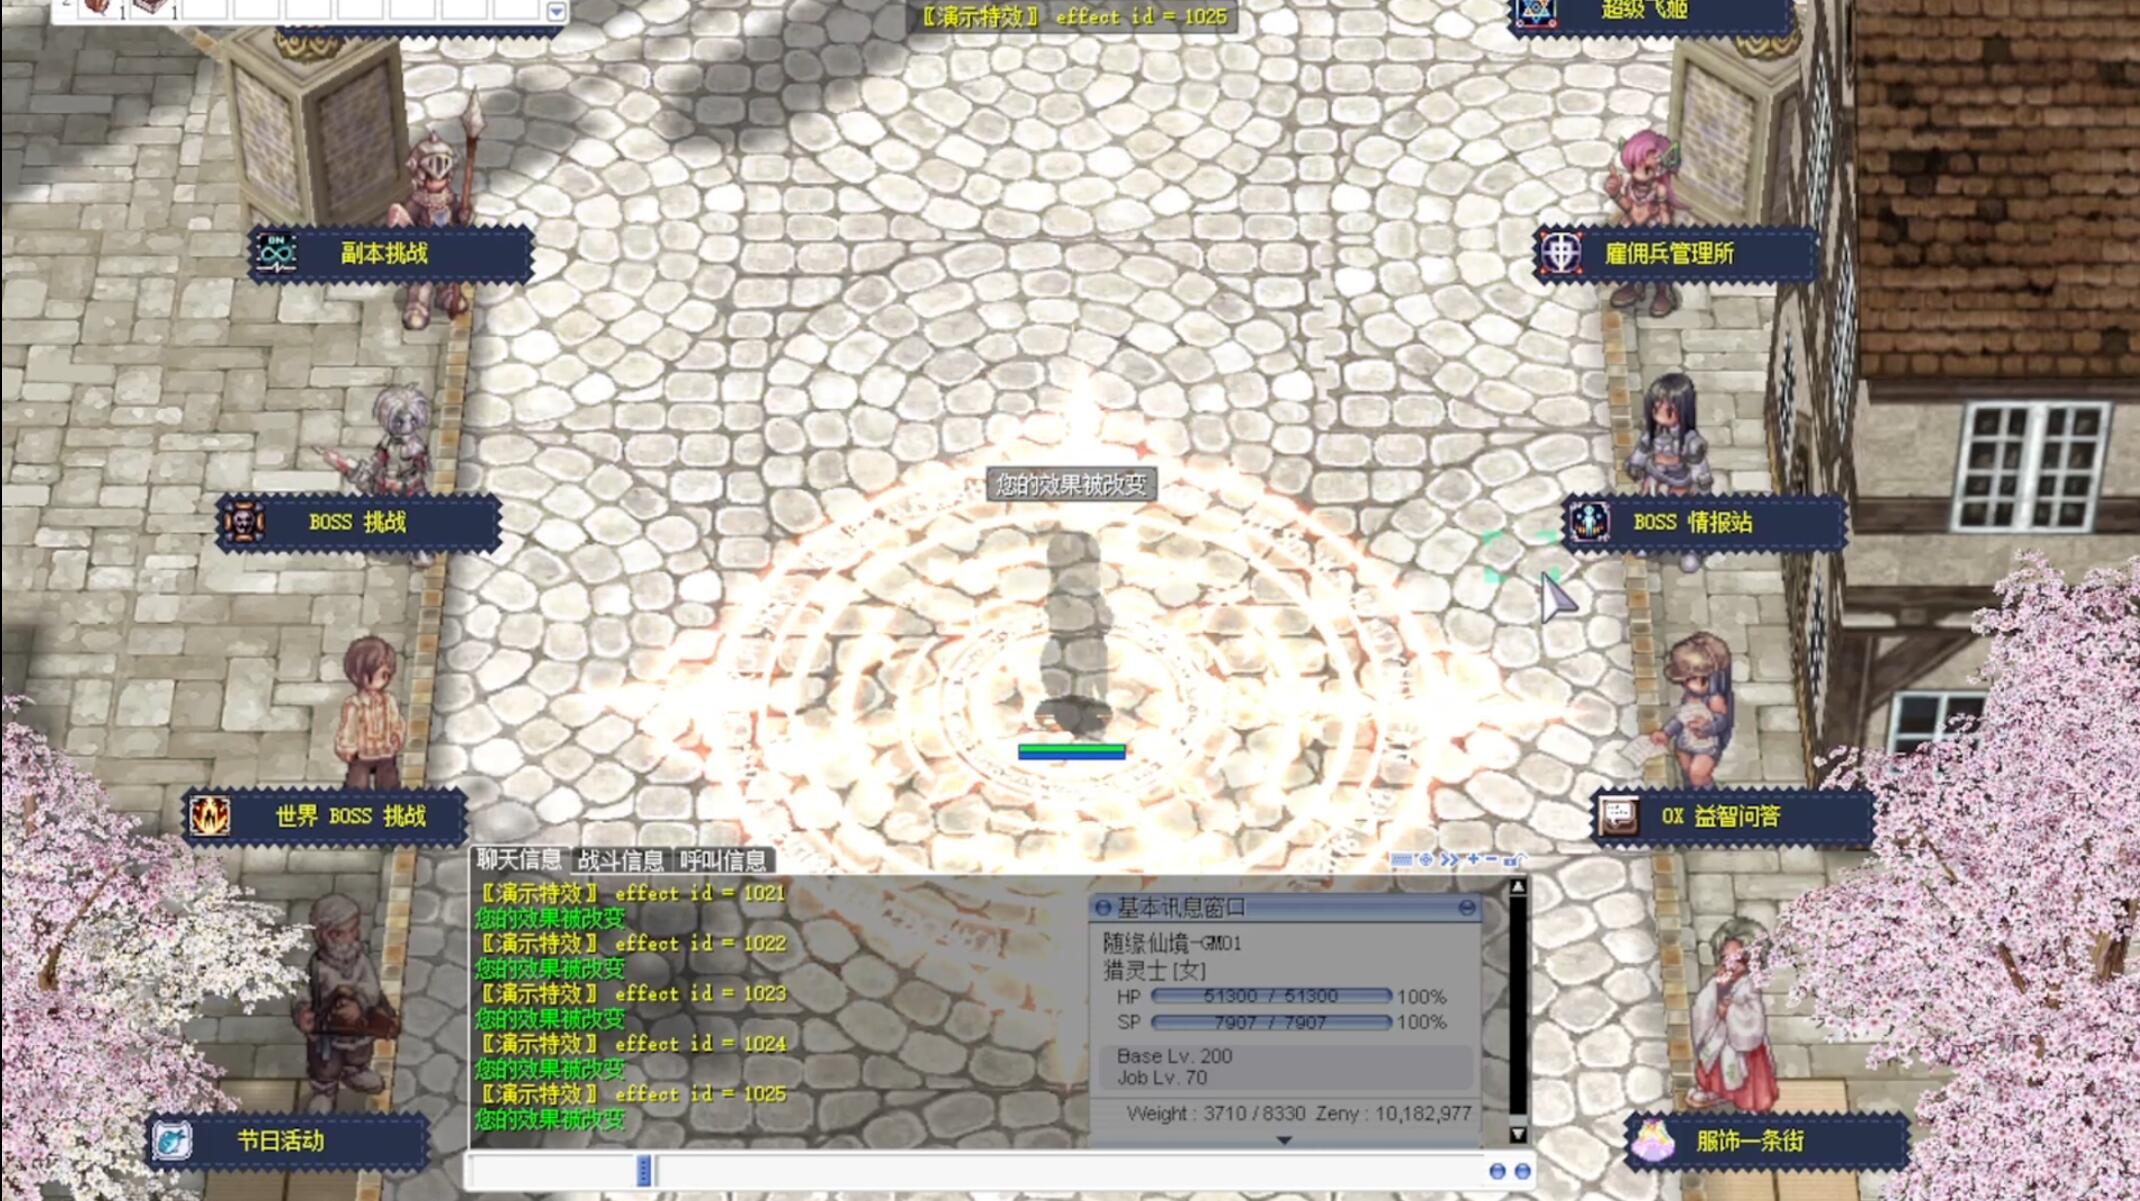 1
1
〖演示特效〗 effect id = 1025
超级飞姬
副本挑战
雇佣兵管理所
您的效果被改变
BOSS 挑战
BOSS 情报站
世界 BOSS 挑战
OX 益智问答
聊天信息 战斗信息 呼叫信息
〖演示特效〗 effect id = 1021
您的效果被改变
〖演示特效〗 effect id = 1022
您的效果被改变
〖演示特效〗 effect id = 1023
您的效果被改变
〖演示特效〗 effect id = 1024
您的效果被改变
〖演示特效〗 effect id = 1025
您的效果被改变
基本讯息窗口
随缘仙境-GM01
猎灵士 [女]
HP 51300 / 51300 100%
SP 7907 / 7907 100%
Base Lv. 200
Job Lv. 70
Weight : 3710 / 8330 Zeny : 10,182,977
节日活动
服饰一条街